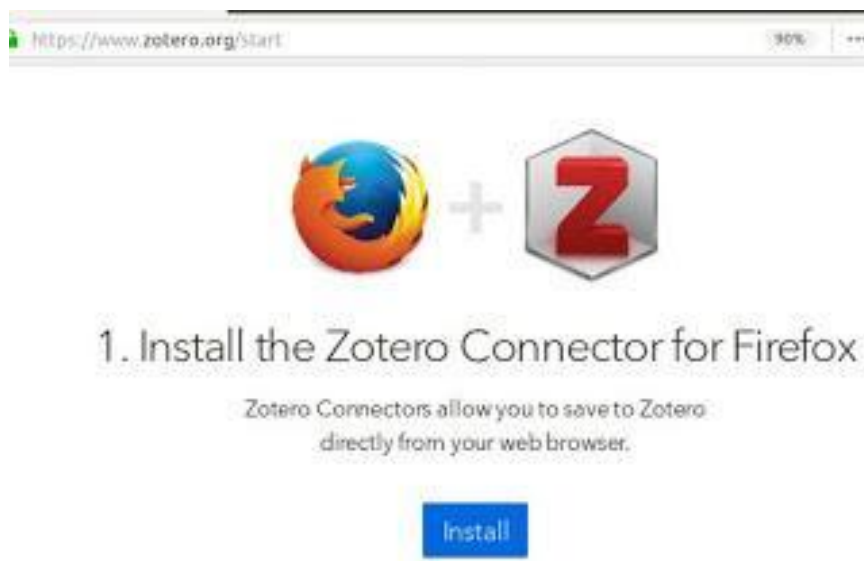 https://www.zotero.org/start 90% ...
Z
1. Install the Zotero Connector for Firefox
Zotero Connectors allow you to save to Zotero
directly from your web browser.
Install